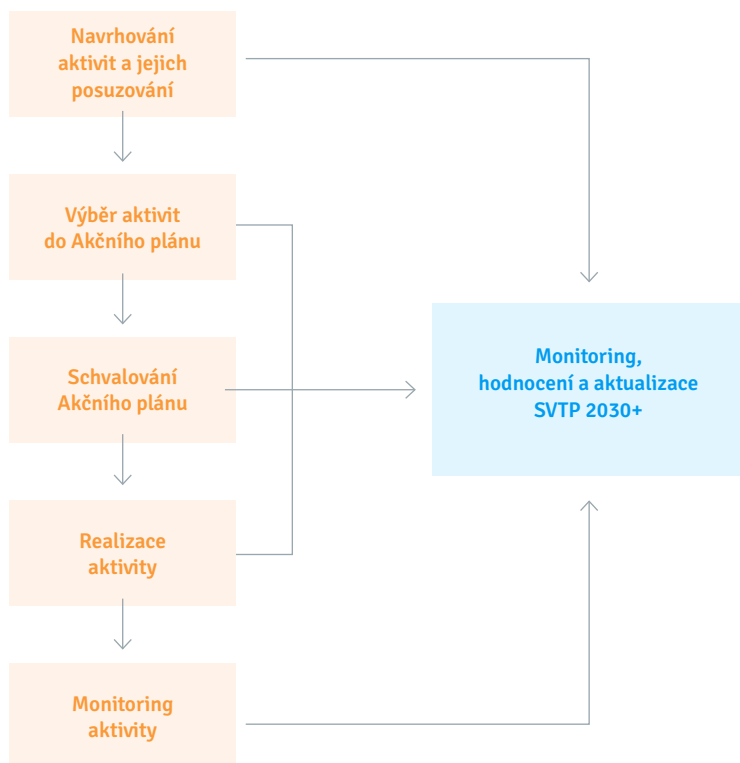 Navrhování
aktivit a jejich
posuzování
Výběr aktivit
do Akčního plánu
Schvalování
Akčního plánu
Realizace
aktivity
Monitoring
aktivity
Monitoring,
hodnocení a aktualizace
SVTP 2030+